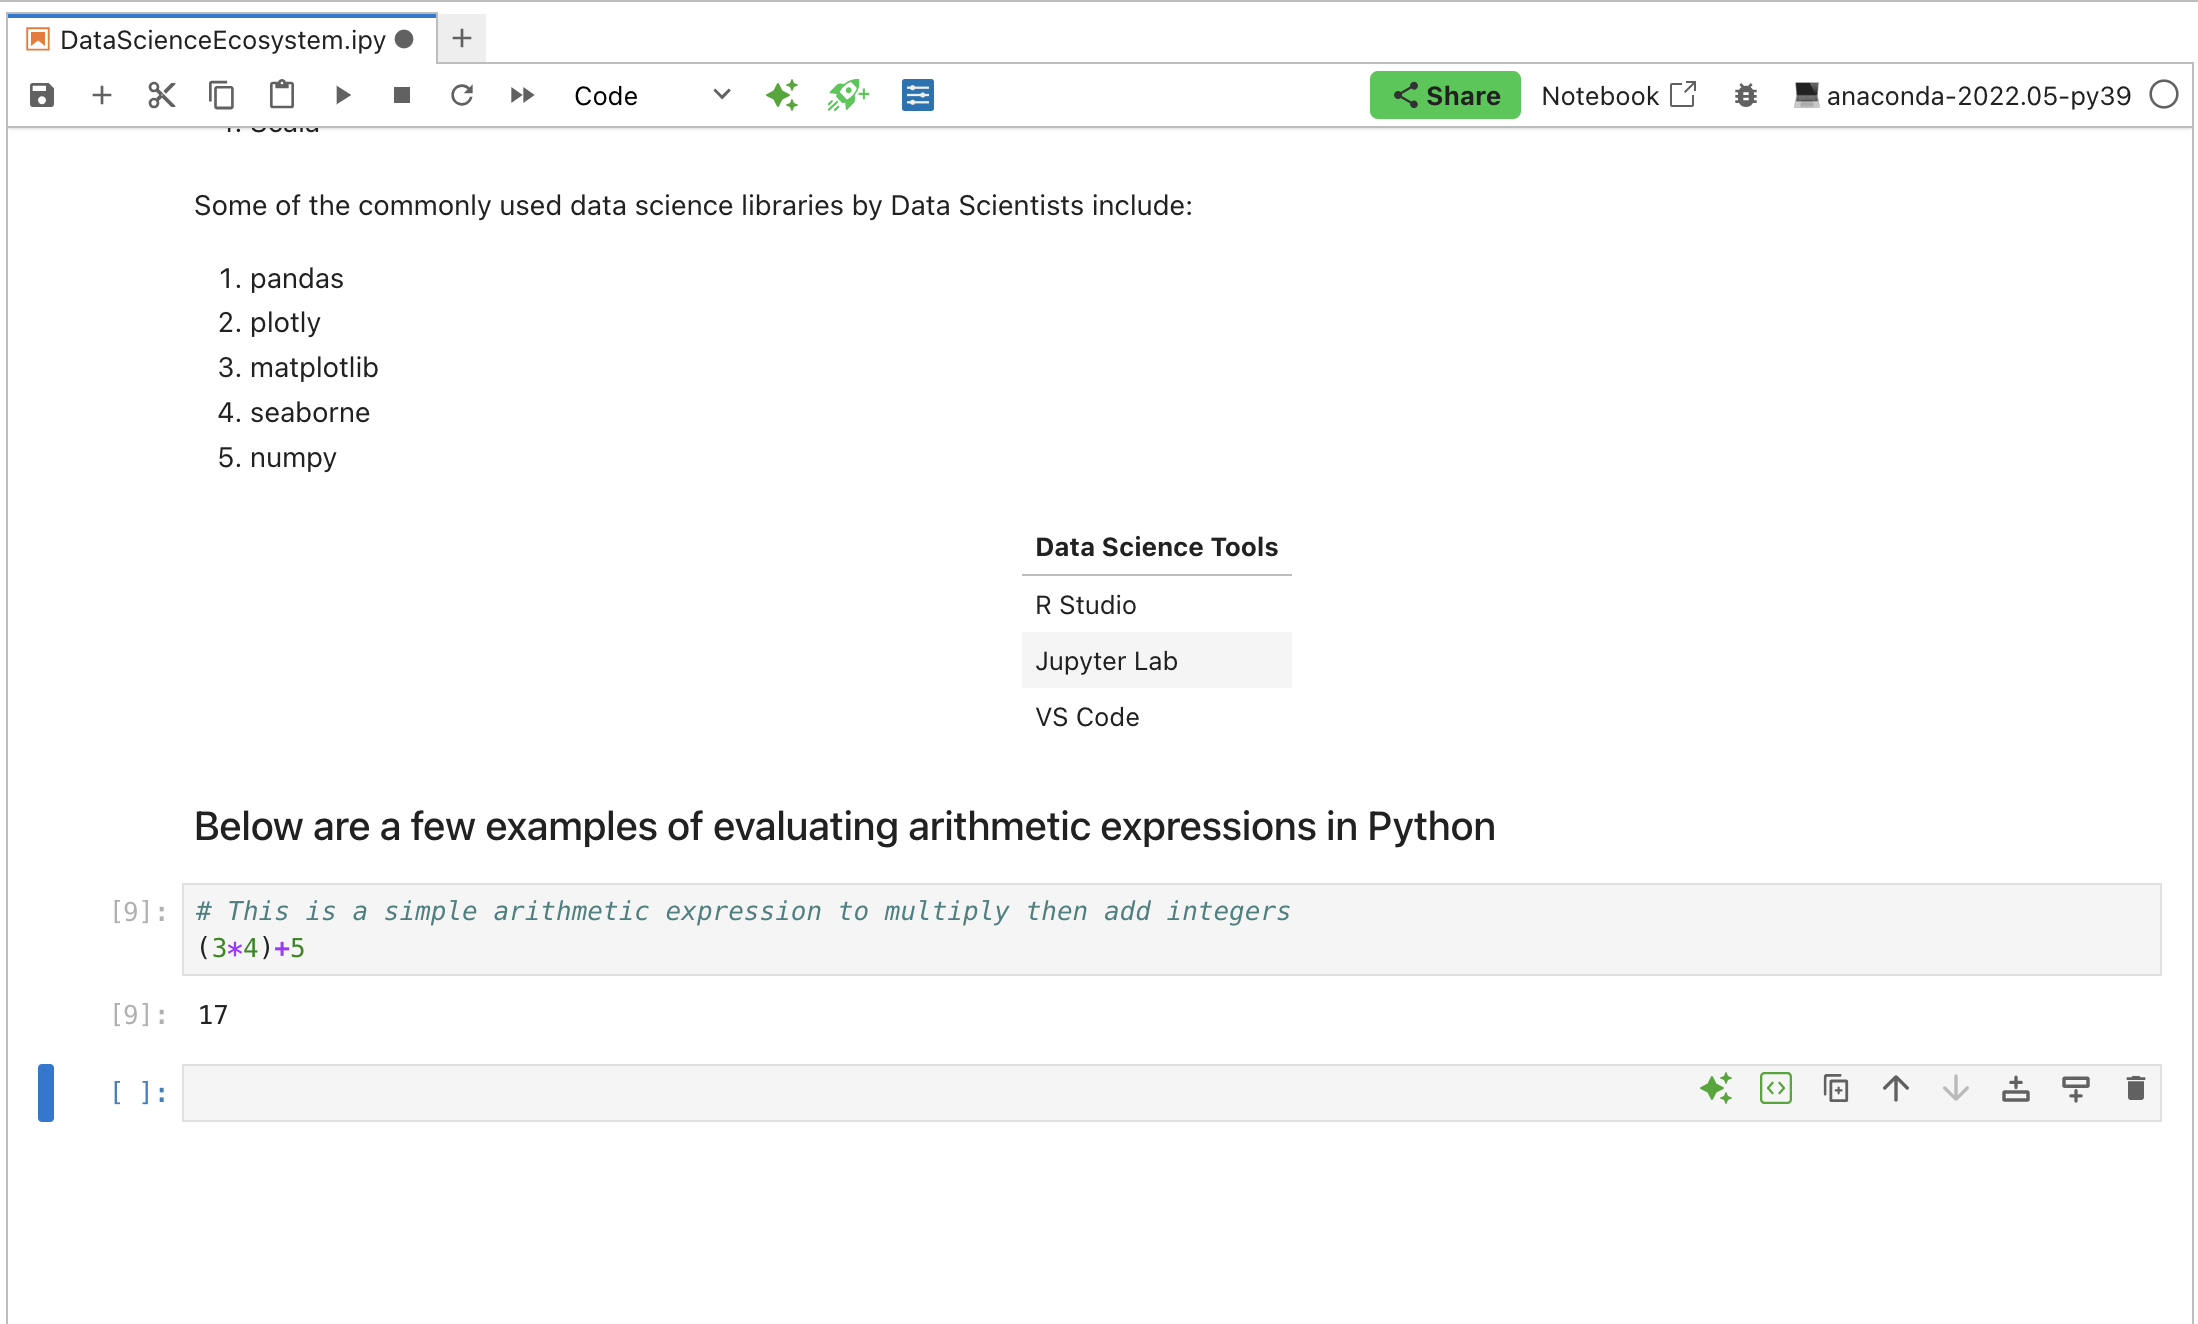 DataScienceEcosystem.ipy
Code
Share
Notebook
anaconda-2022.05-py39
Some of the commonly used data science libraries by Data Scientists include:
1. pandas
2. plotly
3. matplotlib
4. seaborne
5. numpy
Data Science Tools
R Studio
Jupyter Lab
VS Code
Below are a few examples of evaluating arithmetic expressions in Python
[9]: # This is a simple arithmetic expression to multiply then add integers
(3*4)+5
[9]: 17
[ ]: